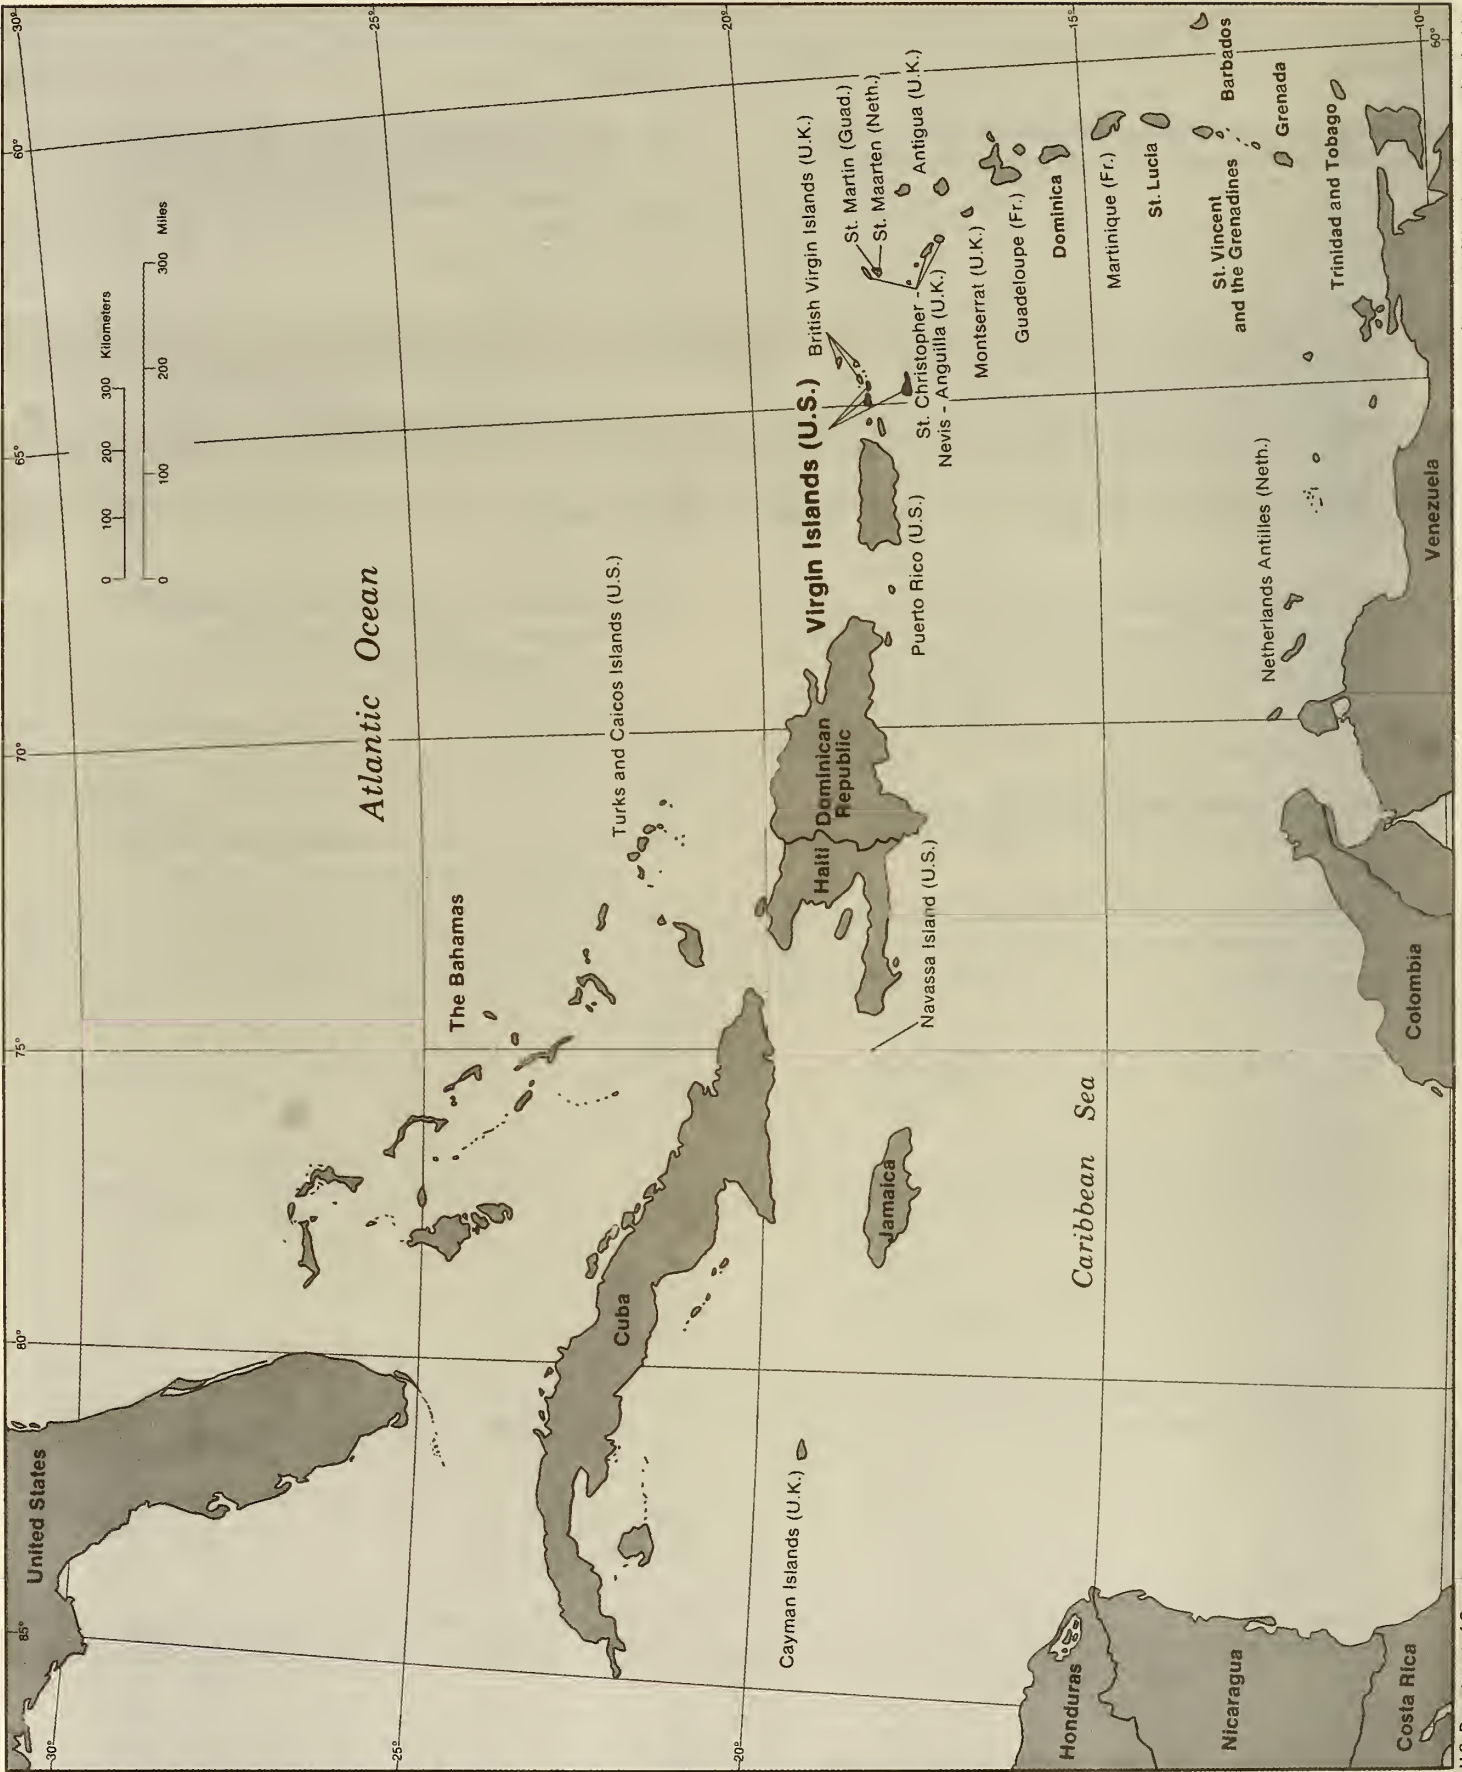 85°
80°
75°
70°
65°
60°
30°
30°
United States
0 100 200 300 Kilometers
0 100 200 300 Miles
25°
25°
Atlantic Ocean
The Bahamas
Turks and Caicos Islands (U.S.)
Cuba
20°
20°
Cayman Islands (U.K.)
Haiti
Dominican
Republic
Virgin Islands (U.S.)
British Virgin Islands (U.K.)
St. Martin (Guad.)
St. Maarten (Neth.)
Jamaica
Navassa Island (U.S.)
Puerto Rico (U.S.)
St. Christopher -
Nevis - Anguilla (U.K.)
Antigua (U.K.)
Montserrat (U.K.)
Guadeloupe (Fr.)
Dominica
Caribbean Sea
15°
Honduras
Martinique (Fr.)
St. Lucia
St. Vincent
and the Grenadines
Barbados
Nicaragua
Netherlands Antilles (Neth.)
Grenada
Trinidad and Tobago
Costa Rica
Colombia
Venezuela
10°
60°